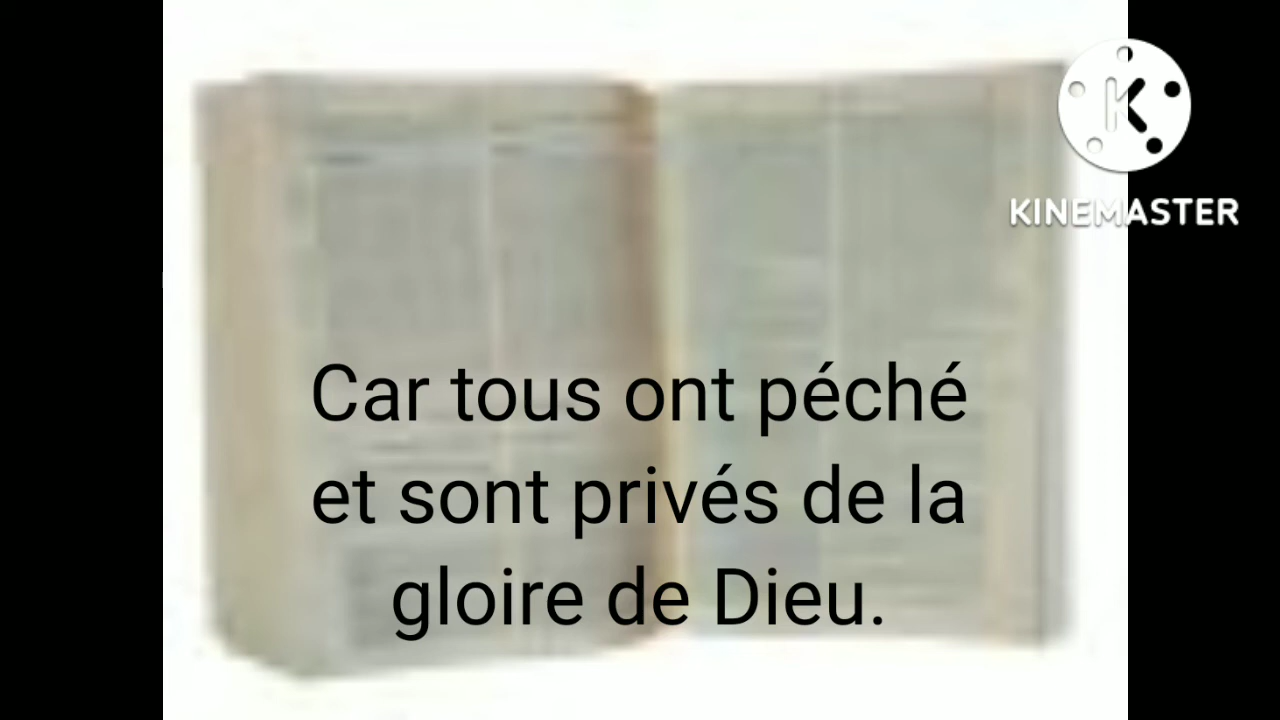 KINEMASTER
Car tous ont péché
et sont privés de la
gloire de Dieu.